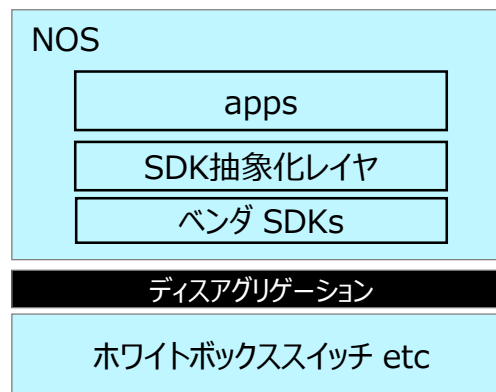 NOS
apps
SDK抽象化レイヤ
ベンダ SDKs
ディスアグリゲーション
ホワイトボックススイッチ etc